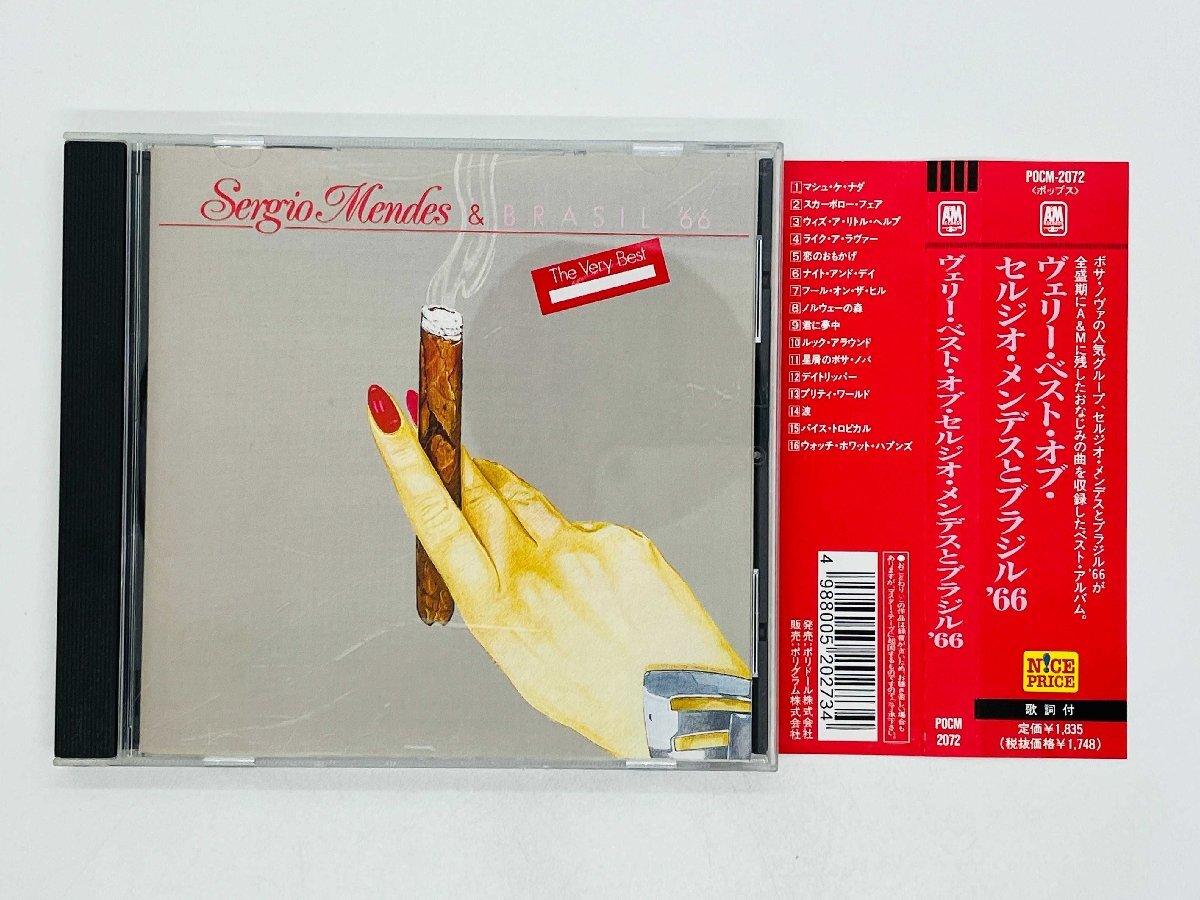 Sergio Mendes & BRASIL '66
The Very Best
1 マシュ・ケ・ナダ
2 スカーボロー・フェア
3 ウィズ・ア・リトル・ヘルプ
4 ライク・ア・ラヴァー
5 恋のおもかげ
6 ナイト・アンド・デイ
7 フール・オン・ザ・ヒル
8 ノルウェーの森
9 君に夢中
10 ルック・アラウンド
11 星屑のボサ・ノバ
12 デイトリッパー
13 プリティ・ワールド
14 波
15 パイス・トロピカル
16 ウォッチ・ホワット・ハプンズ
4 988005 202734
発売：ポリドール株式会社
販売：ポリグラム株式会社
AM
ヴェリー・ベスト・オブ・セルジオ・メンデスとブラジル'66
POCM
2072
POCM-2072
〈ポップス〉
AM
ボサ・ノヴァの人気グループ、セルジオ・メンデスとブラジル'66が
全盛期にA&Mに残したおなじみの曲を収録したベスト・アルバム。
ヴェリー・ベスト・オブ・
セルジオ・メンデスとブラジル'66
NICE
PRICE
歌詞付
定価¥1,835
(税抜価格¥1,748)